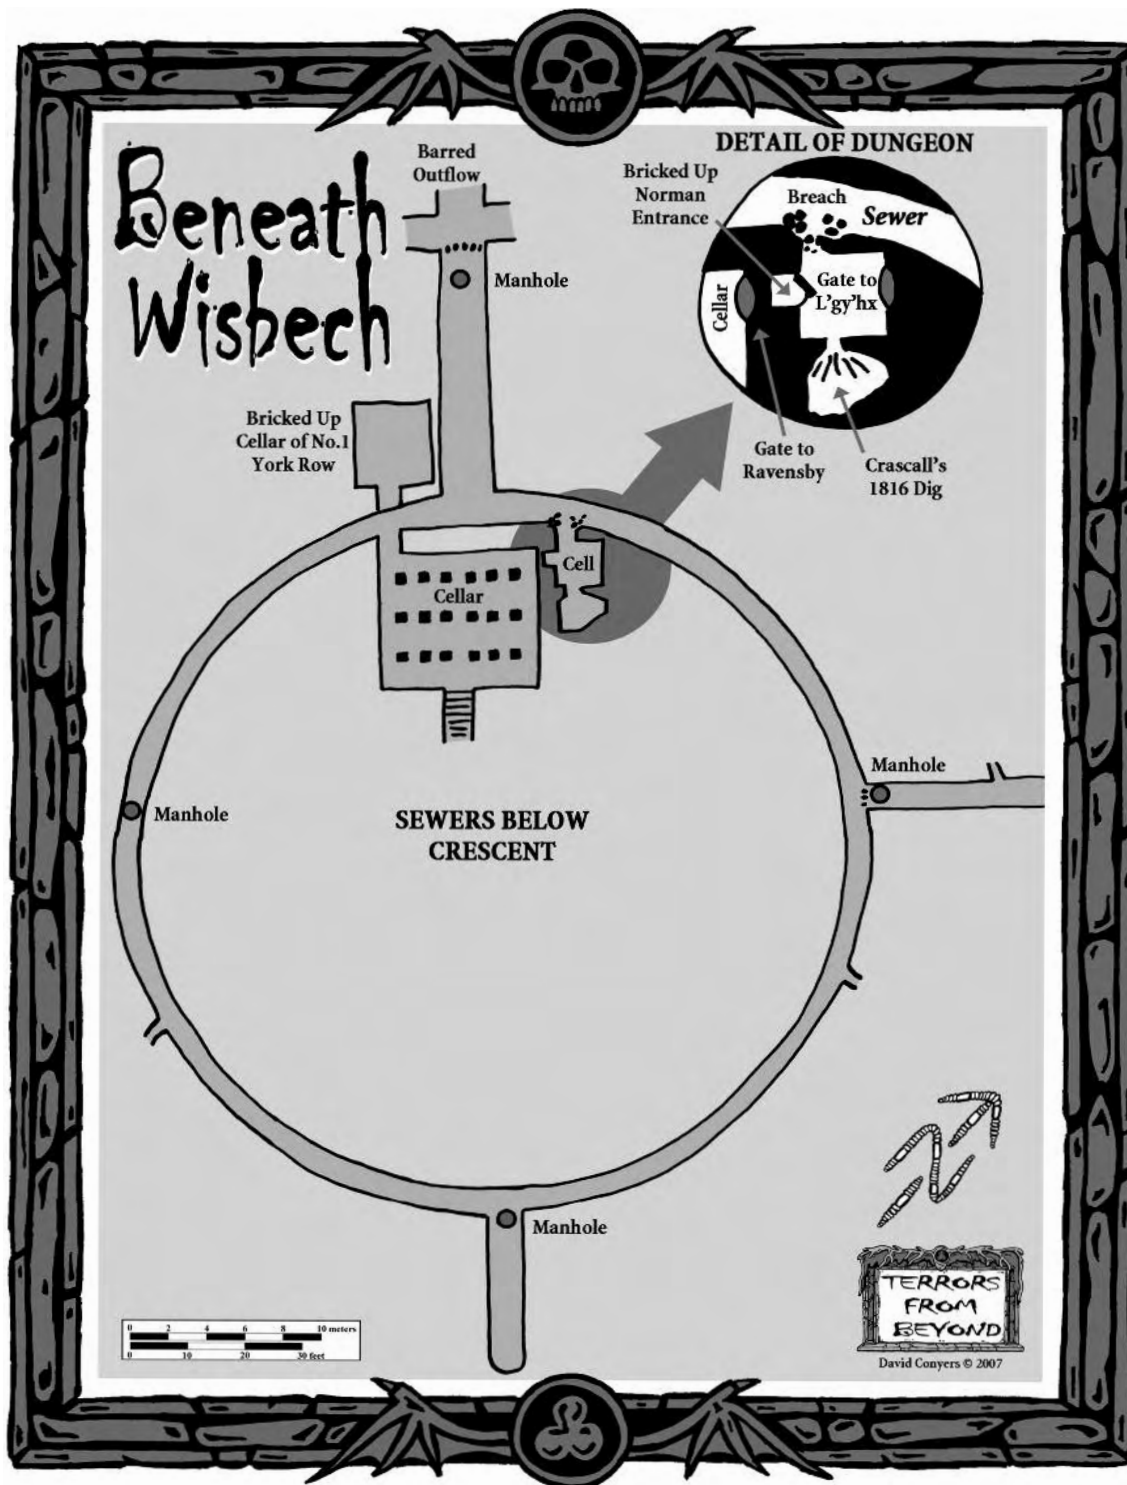 Beneath
Wisbech
Barred
Outflow
Manhole
DETAIL OF DUNGEON
Bricked Up
Norman
Entrance
Breach
Sewer
Cellar
Gate to
L'gy'hx
Gate to
Ravensby
Crascall's
1816 Dig
Bricked Up
Cellar of No.1
York Row
Cell
Cellar
Manhole
Manhole
SEWERS BELOW
CRESCENT
Manhole
N
0 2 4 6 8 10 meters
0 10 20 30 feet
TERRORS
FROM
BEYOND
David Conyers © 2007